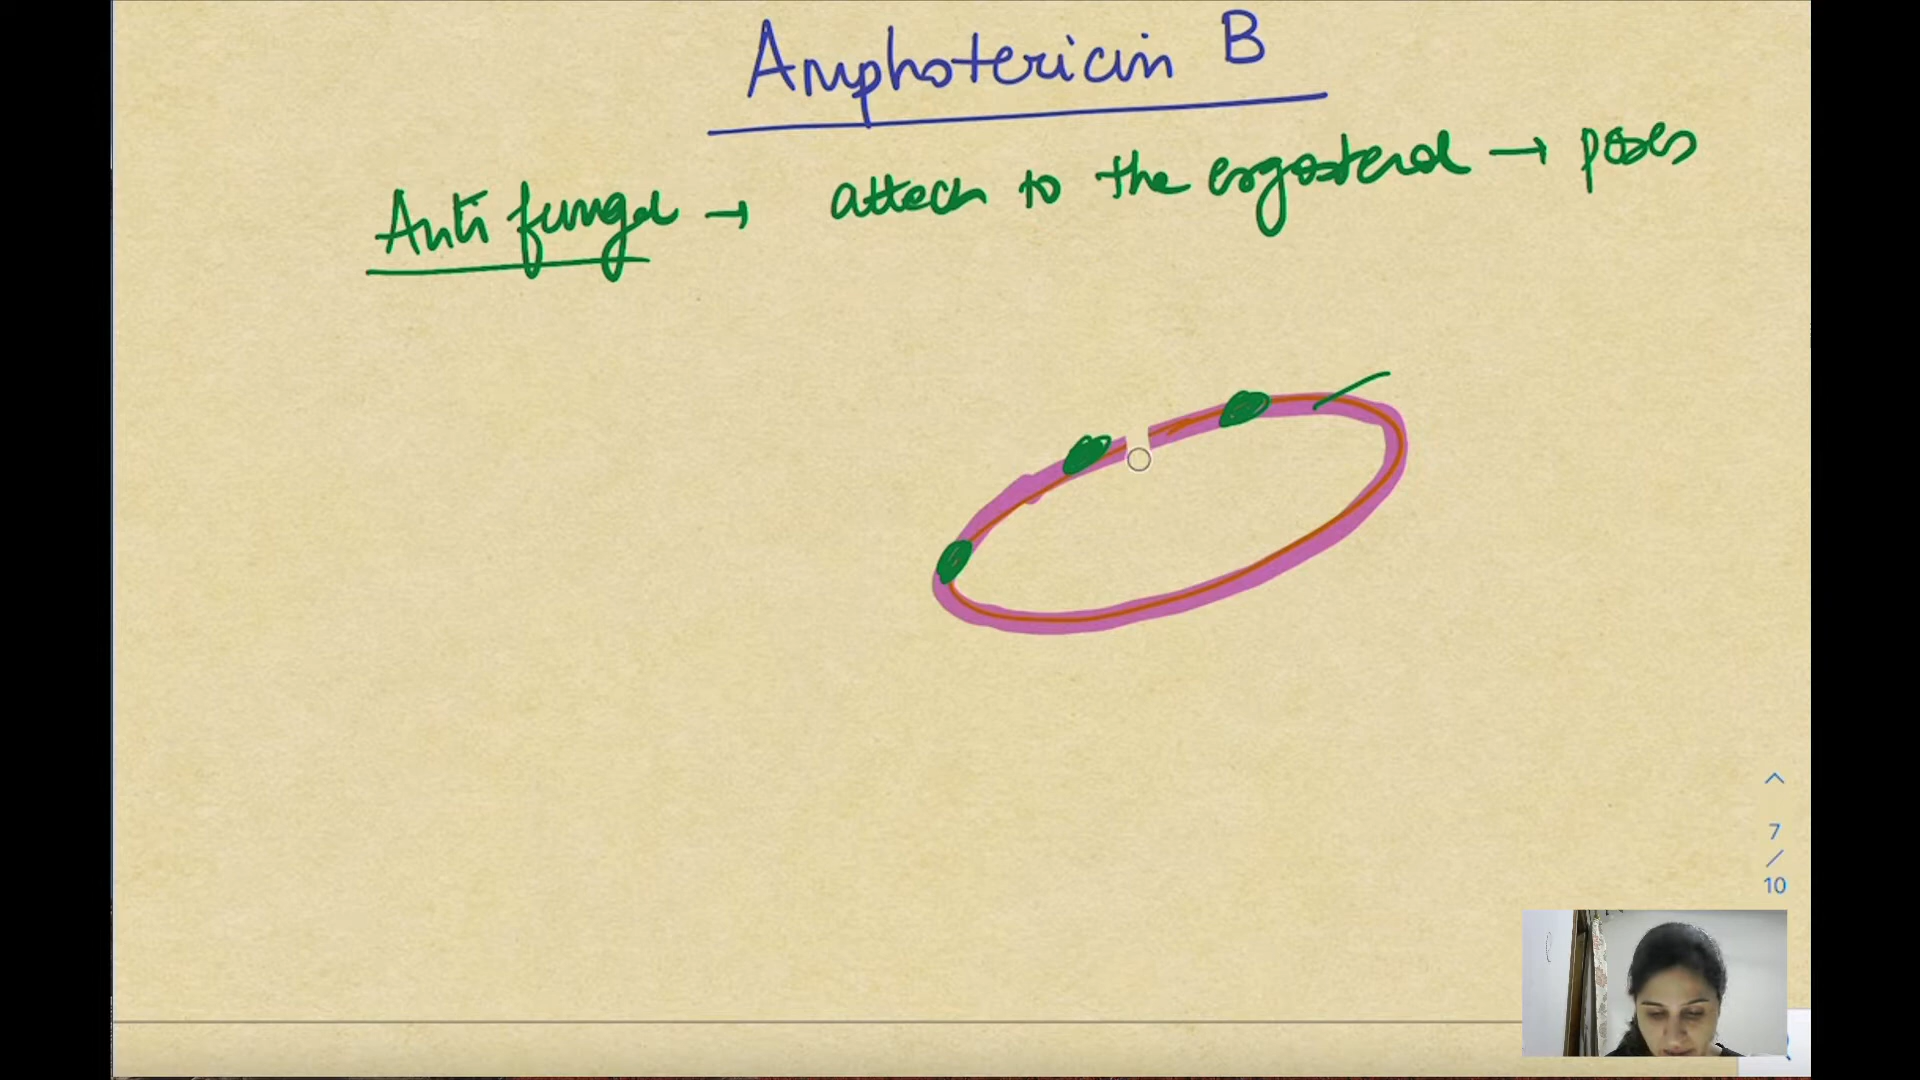 Amphotericin B
Anti fungal → attach to the ergosterol → pores
7
/
10